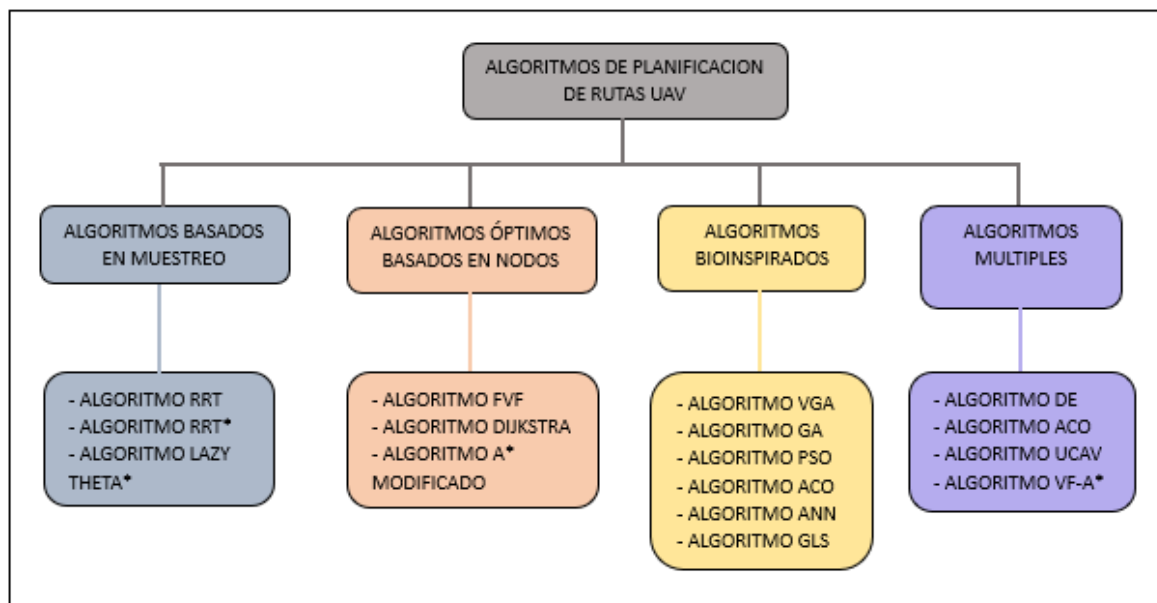 ALGORITMOS DE PLANIFICACION
DE RUTAS UAV
ALGORITMOS BASADOS
EN MUESTREO
ALGORITMOS ÓPTIMOS
BASADOS EN NODOS
ALGORITMOS
BIOINSPIRADOS
ALGORITMOS
MULTIPLES
- ALGORITMO RRT
- ALGORITMO RRT*
- ALGORITMO LAZY
THETA*
- ALGORITMO FVF
- ALGORITMO DIJKSTRA
- ALGORITMO A*
MODIFICADO
- ALGORITMO VGA
- ALGORITMO GA
- ALGORITMO PSO
- ALGORITMO ACO
- ALGORITMO ANN
- ALGORITMO GLS
- ALGORITMO DE
- ALGORITMO ACO
- ALGORITMO UCAV
- ALGORITMO VF-A*